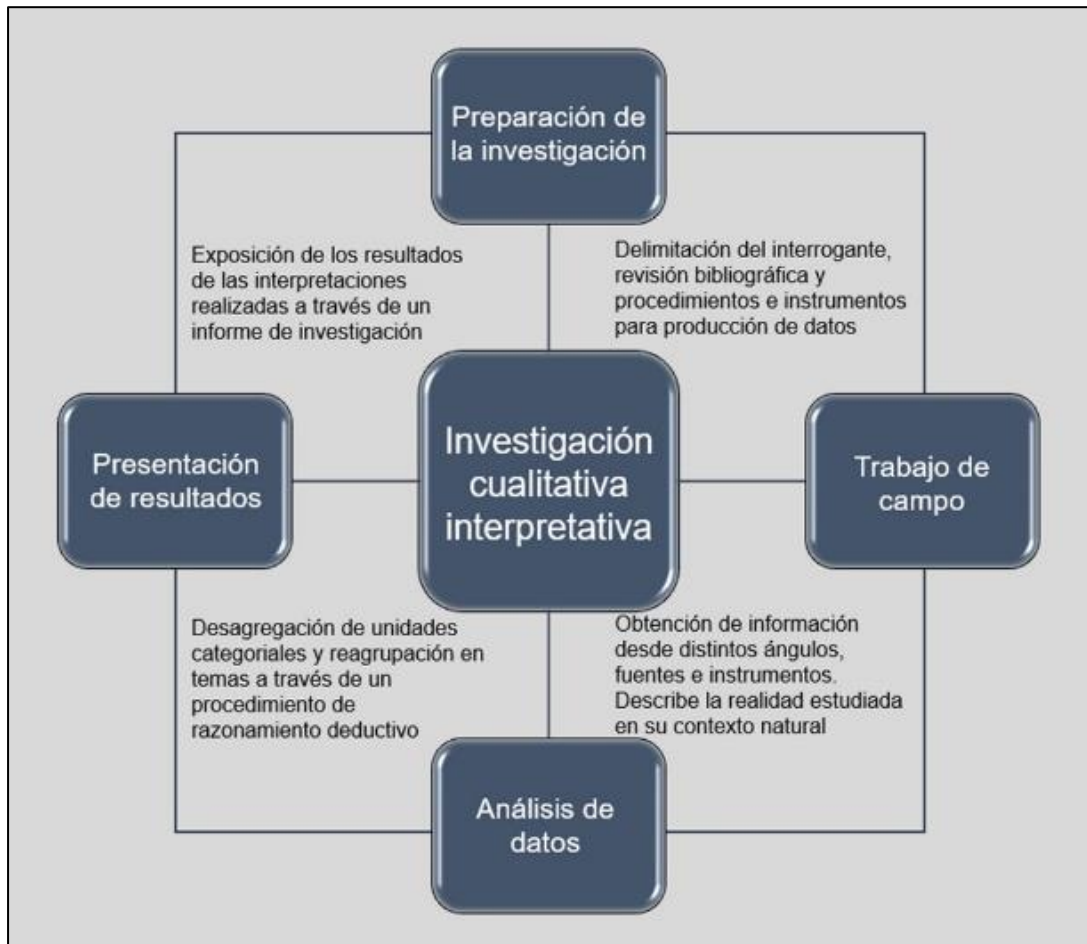 Preparación de
la investigación
Exposición de los resultados
de las interpretaciones
realizadas a través de un
informe de investigación
Delimitación del interrogante,
revisión bibliográfica y
procedimientos e instrumentos
para producción de datos
Presentación
de resultados
Investigación
cualitativa
interpretativa
Trabajo de
campo
Desagregación de unidades
categoriales y reagrupación en
temas a través de un
procedimiento de
razonamiento deductivo
Obtención de información
desde distintos ángulos,
fuentes e instrumentos.
Describe la realidad estudiada
en su contexto natural
Análisis de
datos